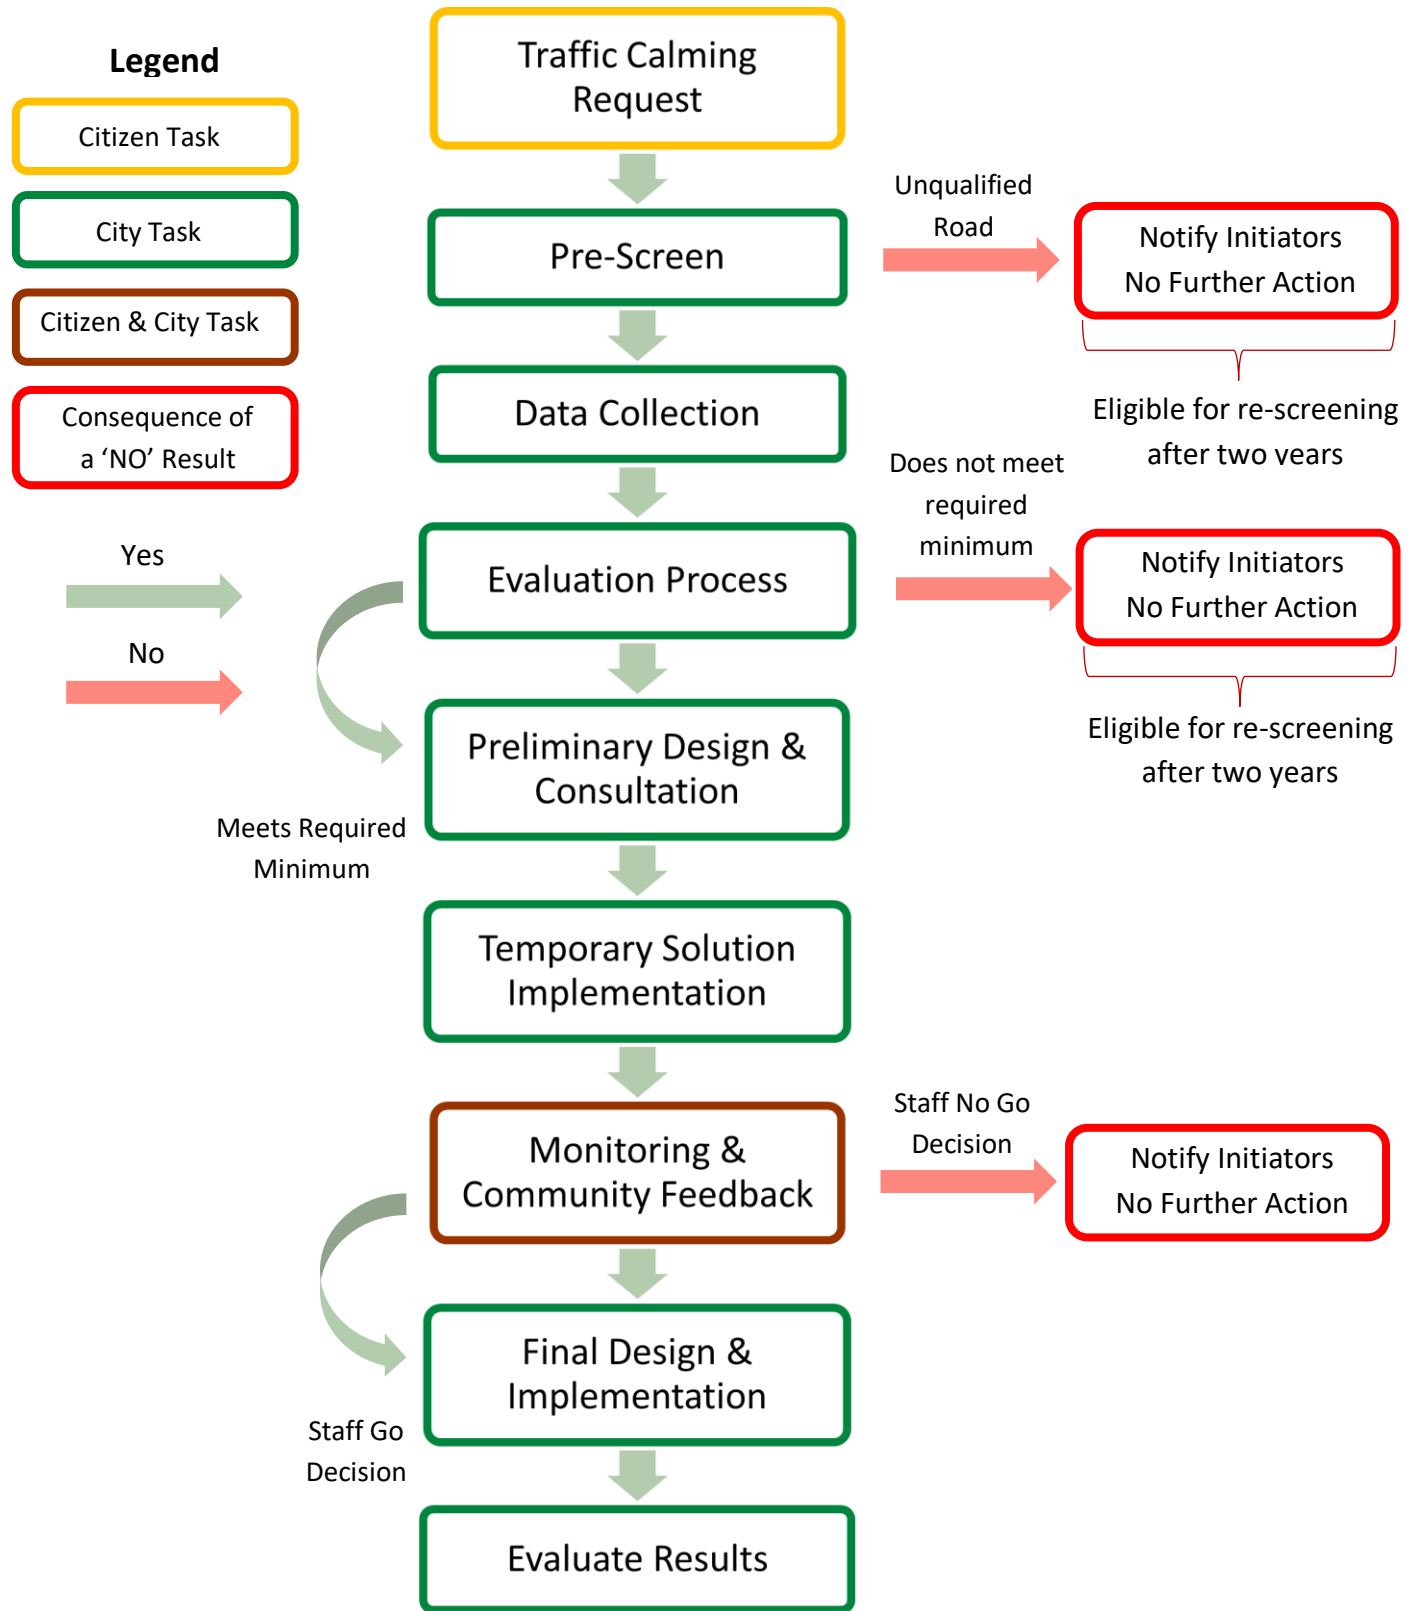 Legend
Citizen Task
City Task
Citizen & City Task
Consequence of
a ‘NO’ Result
Yes
No
Traffic Calming
Request
Pre-Screen
Unqualified
Road
Notify Initiators
No Further Action
Eligible for re-screening
after two years
Data Collection
Evaluation Process
Does not meet
required
minimum
Notify Initiators
No Further Action
Eligible for re-screening
after two years
Meets Required
Minimum
Preliminary Design &
Consultation
Temporary Solution
Implementation
Monitoring &
Community Feedback
Staff No Go
Decision
Notify Initiators
No Further Action
Staff Go
Decision
Final Design &
Implementation
Evaluate Results